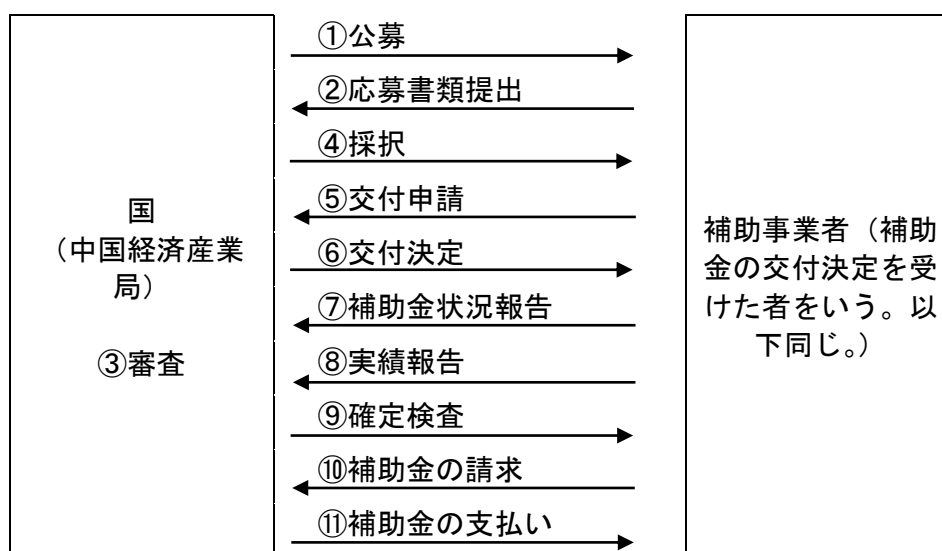 国
（中国経済産業
局）
③審査
①公募
②応募書類提出
④採択
⑤交付申請
⑥交付決定
⑦補助金状況報告
⑧実績報告
⑨確定検査
⑩補助金の請求
⑪補助金の支払い
補助事業者（補助
金の交付決定を受
けた者をいう。以
下同じ。）